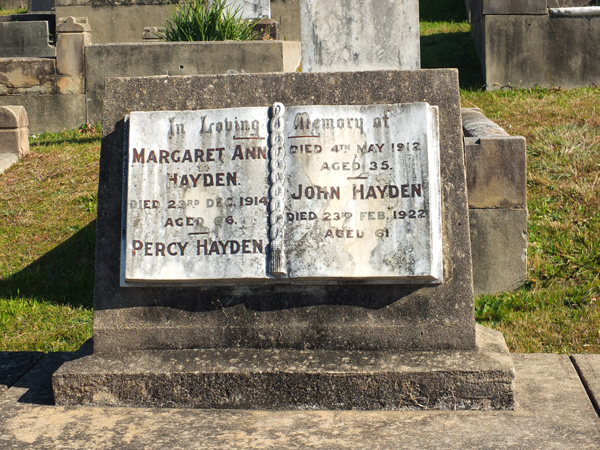 In Loving Memory of
MARGARET ANN
HAYDEN.
DIED 23RD DEC. 1914
AGED
PERCY HAYDEN.
DIED 4TH MAY 1912
AGED 35.
JOHN HAYDEN
DIED 23RD FEB. 1922
AGED 61